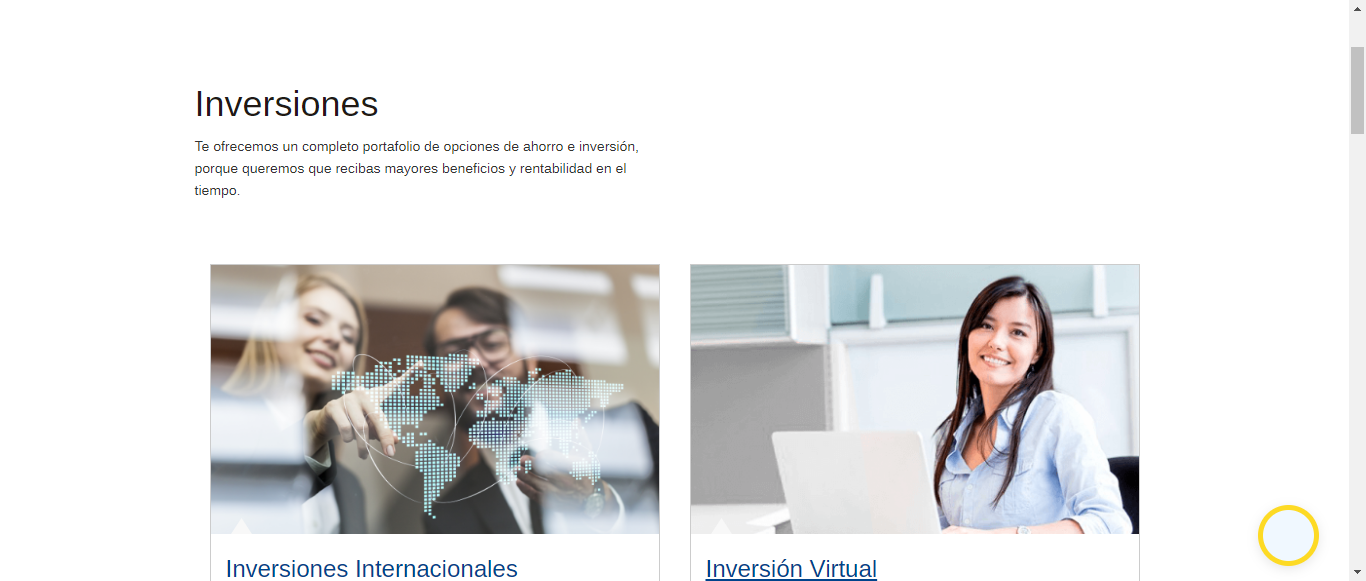 Inversiones
Te ofrecemos un completo portafolio de opciones de ahorro e inversión,
porque queremos que recibas mayores beneficios y rentabilidad en el
tiempo.
Inversiones Internacionales
Inversión Virtual